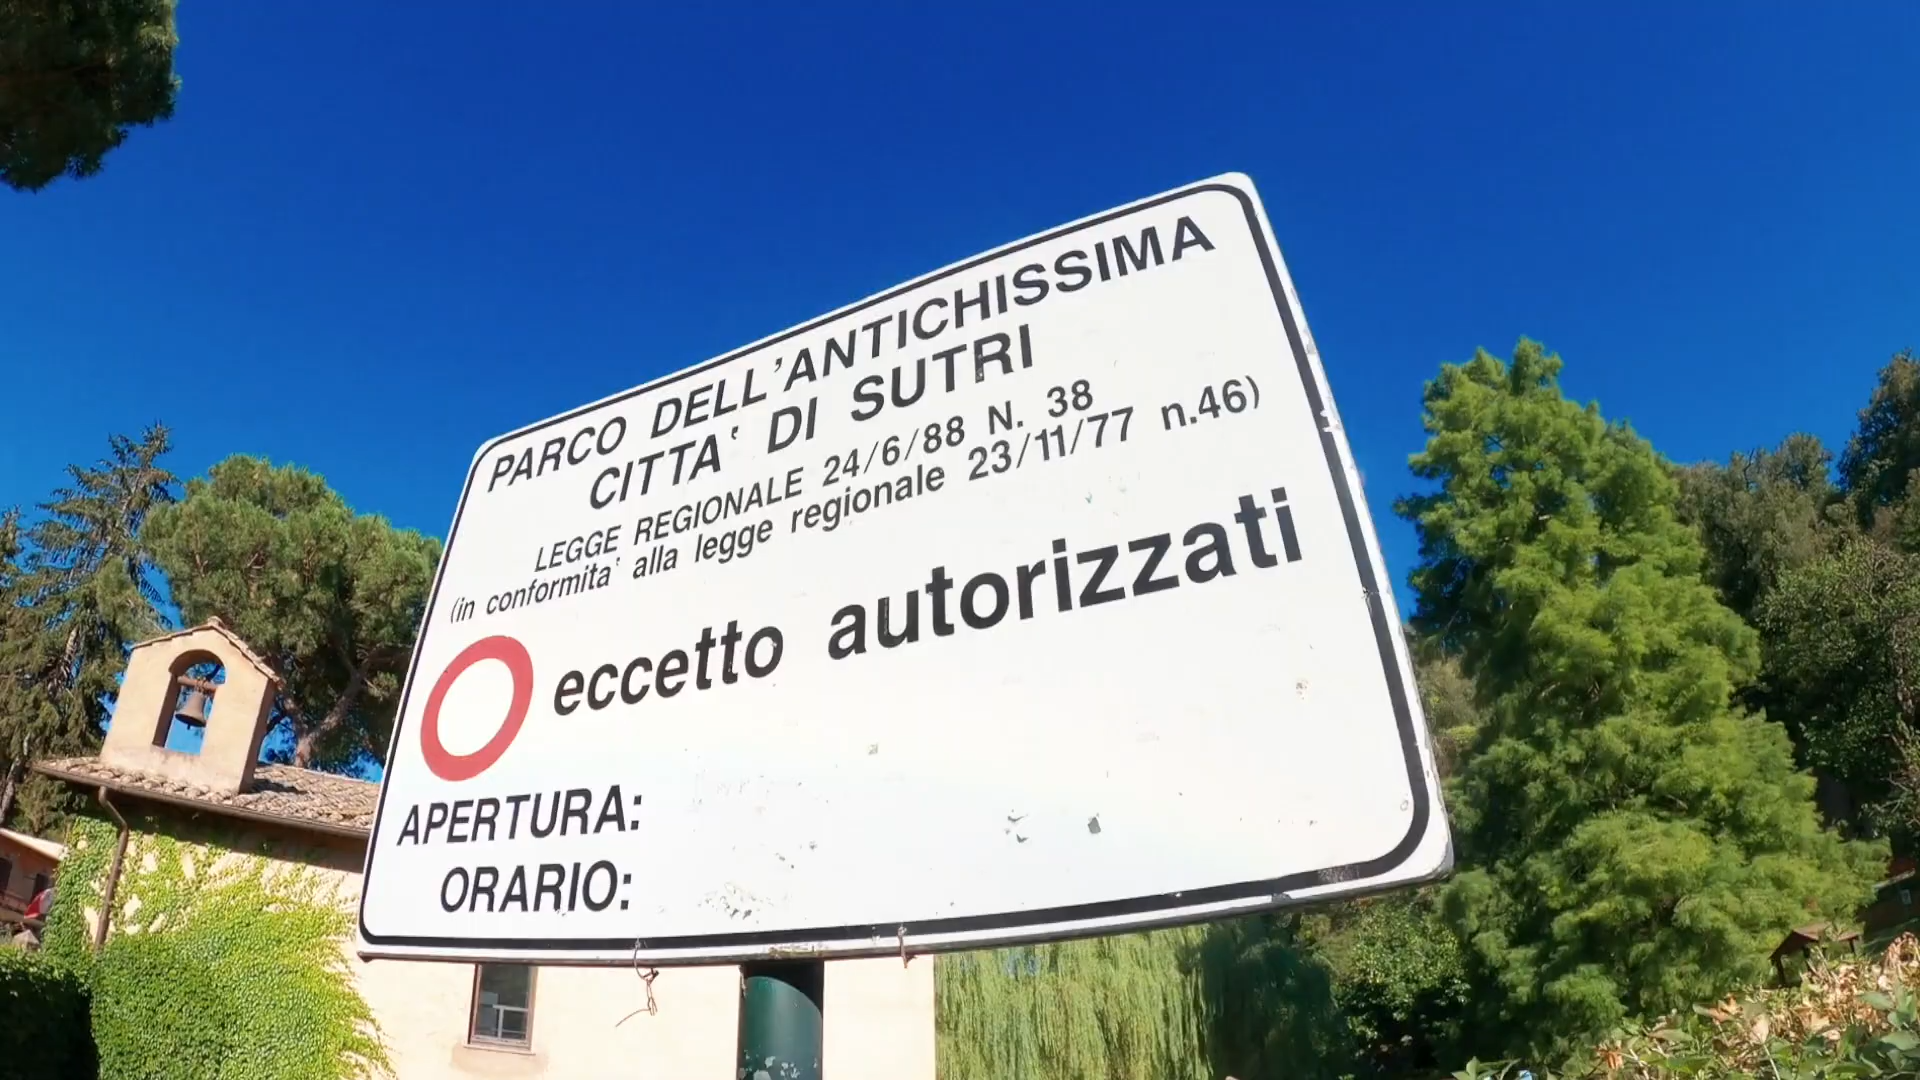 PARCO DELL'ANTICHISSIMA
CITTA' DI SUTRI
LEGGE REGIONALE 24/6/88 N. 38
(in conformita' alla legge regionale 23/11/77 n.46)
eccetto autorizzati
APERTURA:
ORARIO: